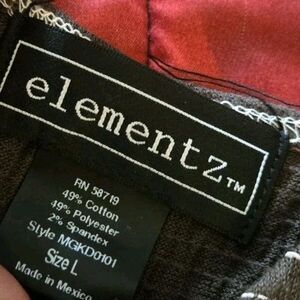 elementz™
RN 58719
49% Cotton
49% Polyester
2% Spandex
Style MGKD0101
Size L
Made in Mexico